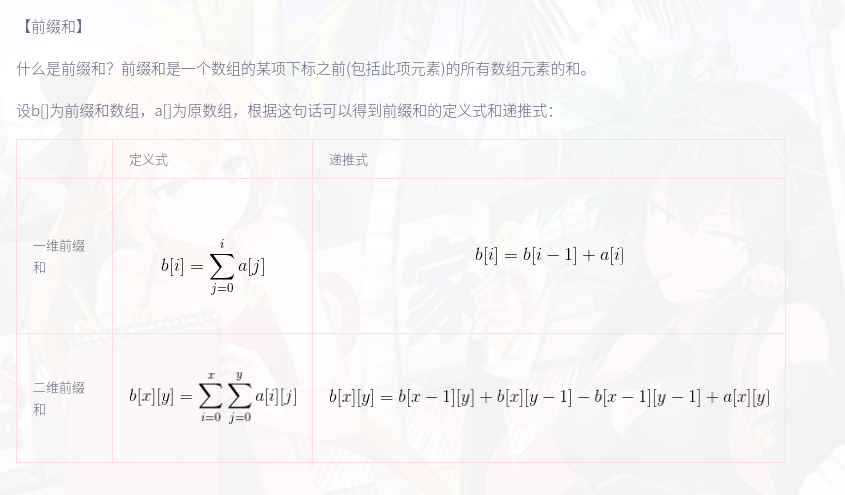 【前缀和】
什么是前缀和？前缀和是一个数组的某项下标之前(包括此项元素)的所有数组元素的和。
设b[]为前缀和数组，a[]为原数组，根据这句话可以得到前缀和的定义式和递推式：
定义式 递推式
一维前缀
和
b[i] = \sum_{j=0}^{i} a[j]
b[i] = b[i − 1] + a[i]
二维前缀
和
b[x][y] = \sum_{i=0}^{x} \sum_{j=0}^{y} a[i][j]
b[x][y] = b[x − 1][y] + b[x][y − 1] − b[x − 1][y − 1] + a[x][y]
家